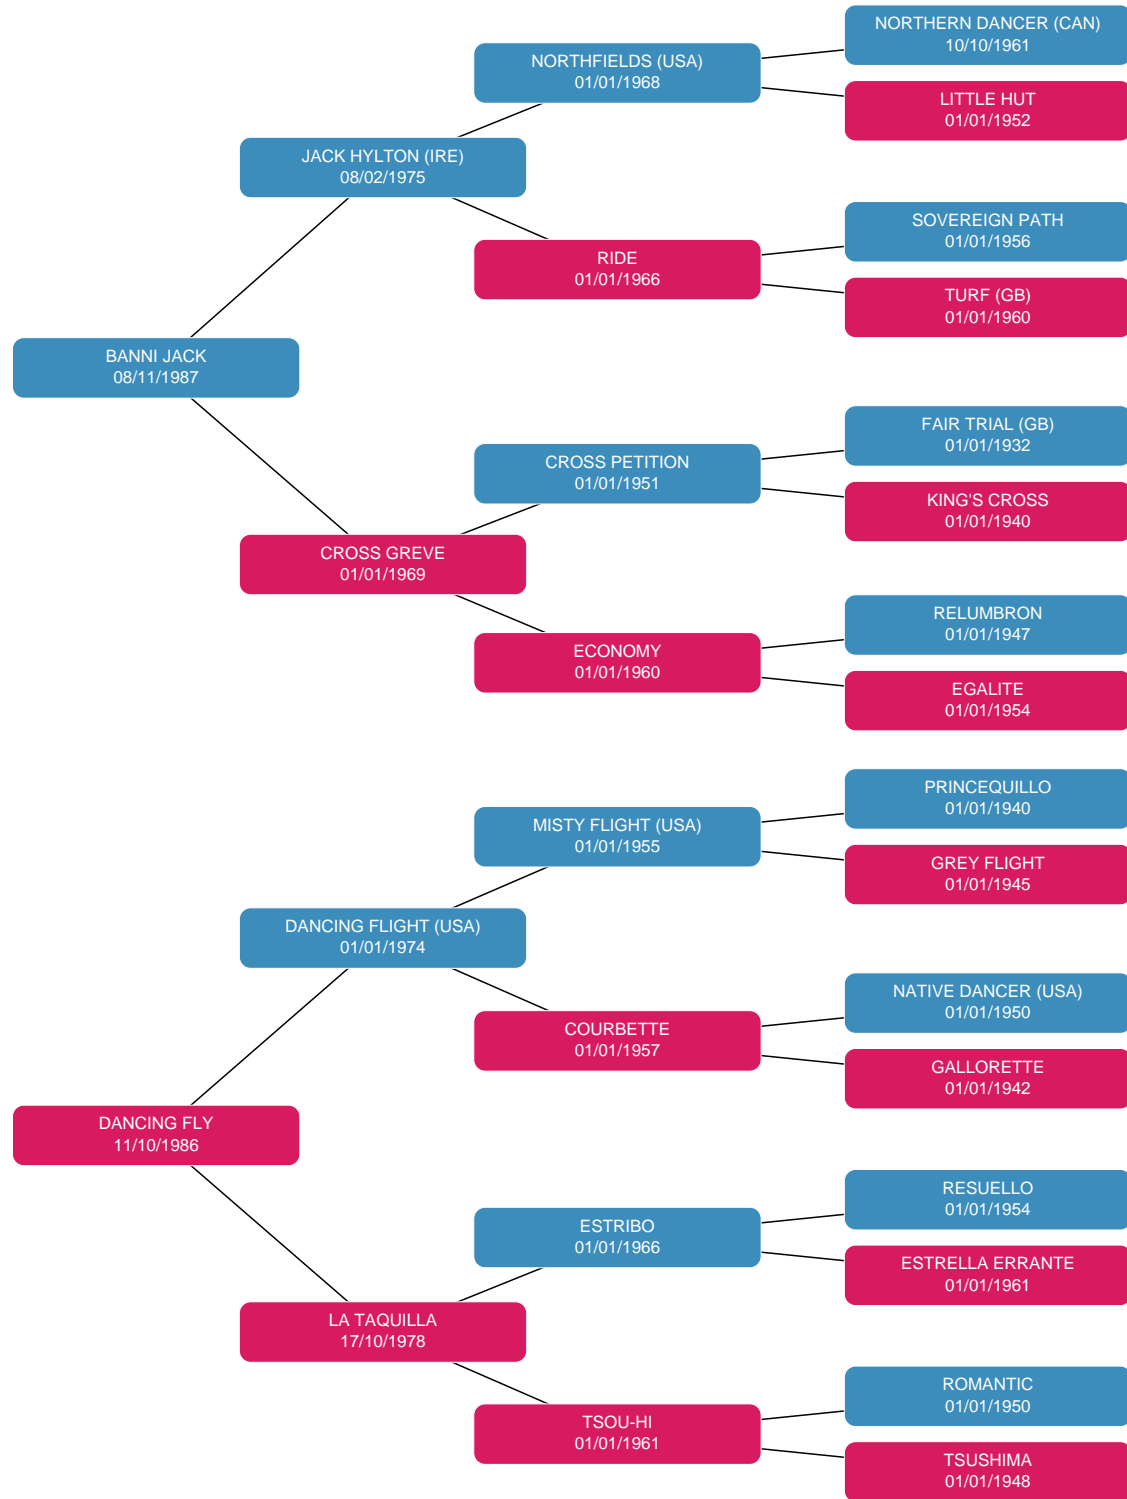 NORTHERN DANCER (CAN)
10/10/1961
NORTHFIELDS (USA)
01/01/1968
LITTLE HUT
01/01/1952
JACK HYLTON (IRE)
08/02/1975
SOVEREIGN PATH
01/01/1956
RIDE
01/01/1966
TURF (GB)
01/01/1960
BANNI JACK
08/11/1987
FAIR TRIAL (GB)
01/01/1932
CROSS PETITION
01/01/1951
KING'S CROSS
01/01/1940
CROSS GREVE
01/01/1969
RELUMBRON
01/01/1947
ECONOMY
01/01/1960
EGALITE
01/01/1954
PRINCEQUILLO
01/01/1940
MISTY FLIGHT (USA)
01/01/1955
GREY FLIGHT
01/01/1945
DANCING FLIGHT (USA)
01/01/1974
NATIVE DANCER (USA)
01/01/1950
COURBETTE
01/01/1957
GALLORETTE
01/01/1942
DANCING FLY
11/10/1986
RESUELLO
01/01/1954
ESTRIBO
01/01/1966
ESTRELLA ERRANTE
01/01/1961
LA TAQUILLA
17/10/1978
ROMANTIC
01/01/1950
TSOU-HI
01/01/1961
TSUSHIMA
01/01/1948